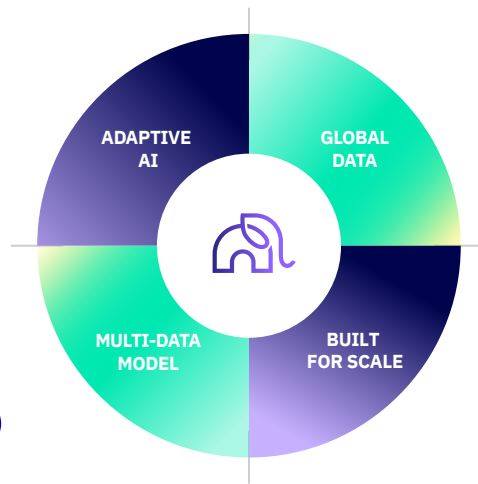 ADAPTIVE
AI
GLOBAL
DATA
MULTI-DATA
MODEL
BUILT
FOR SCALE